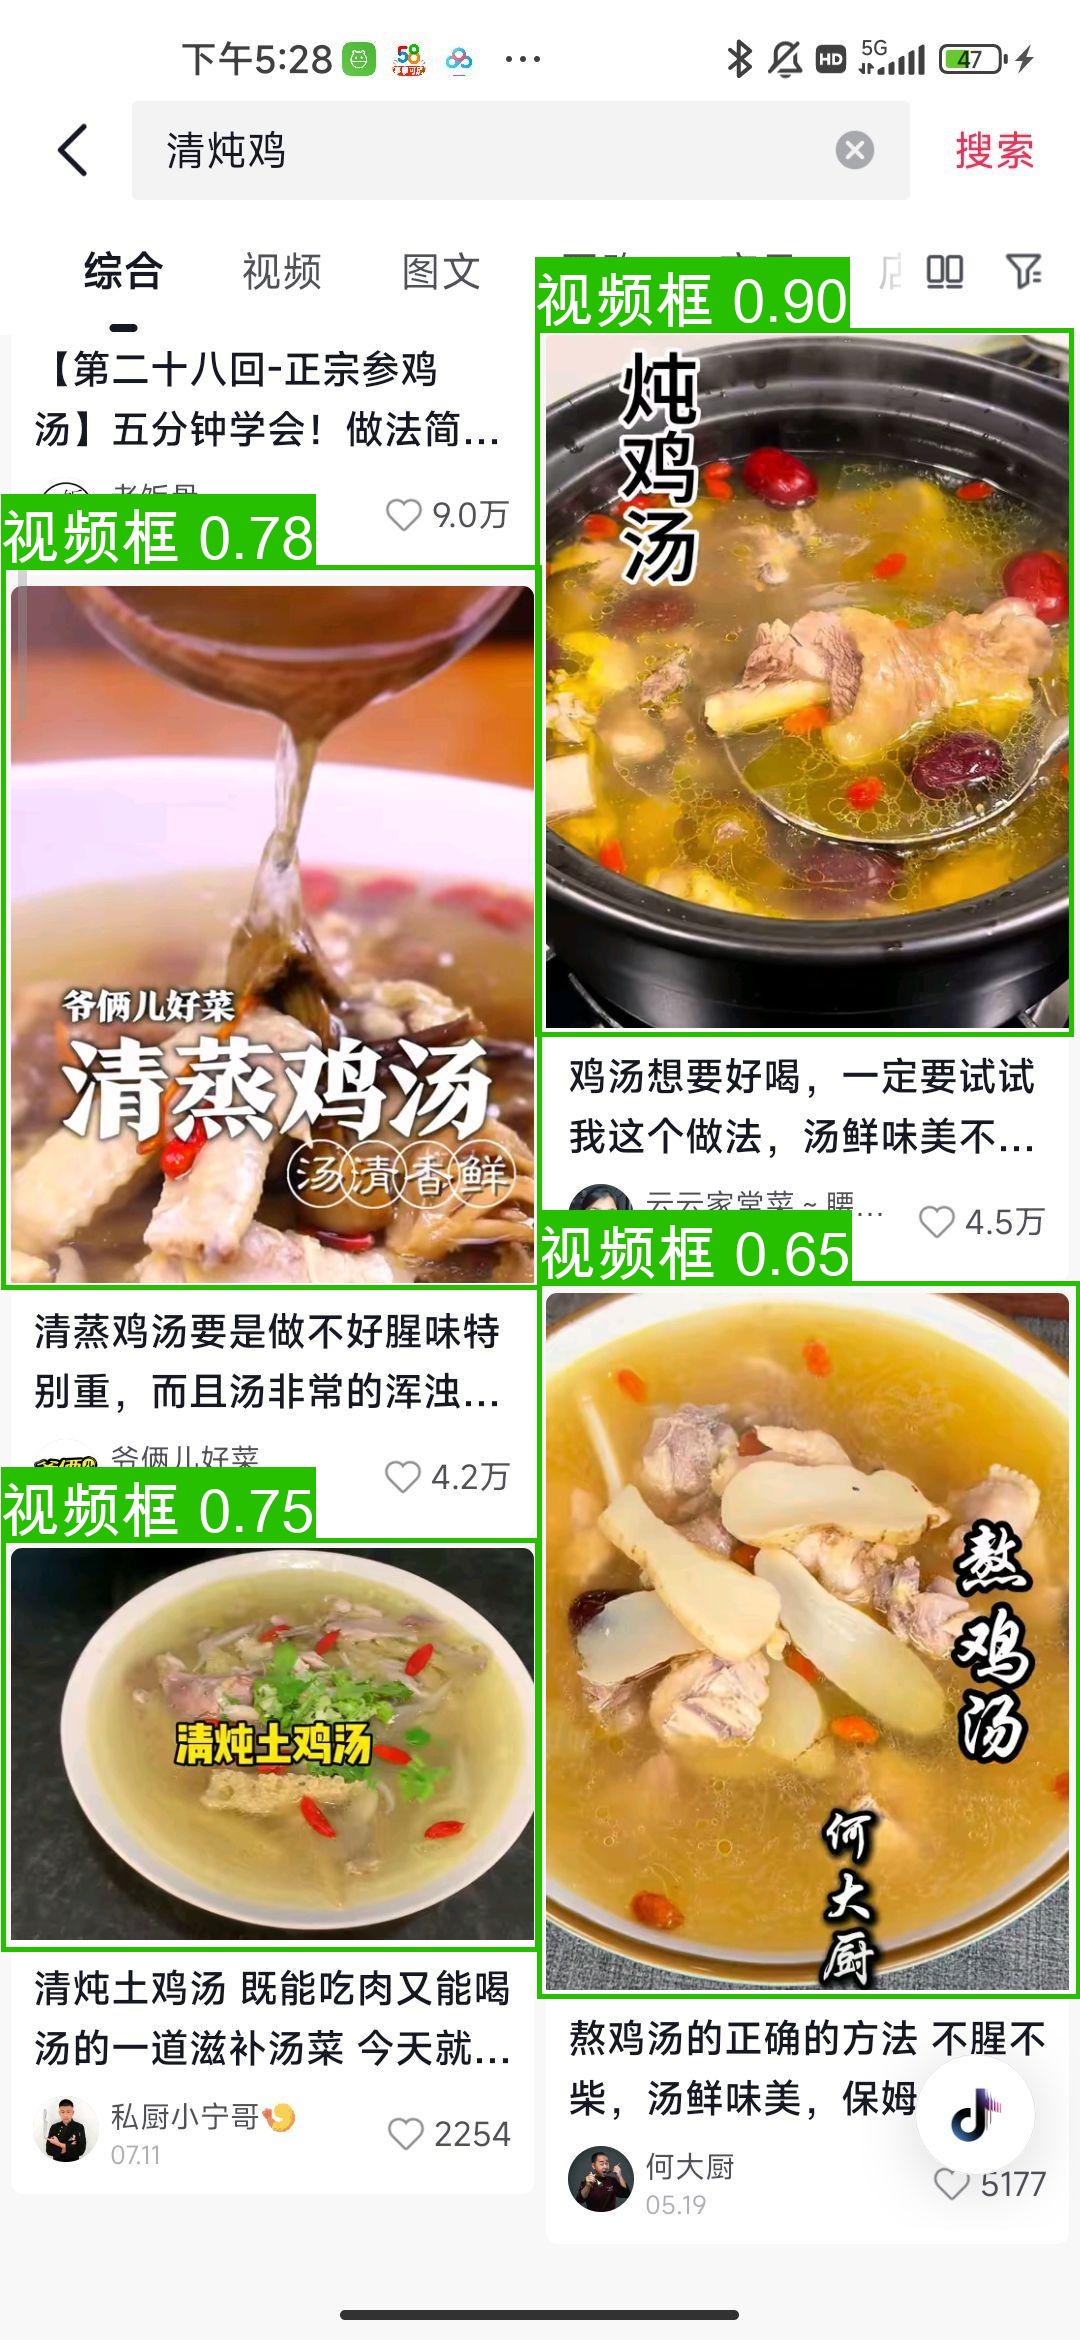 下午5:28
58
...
HD
5G
47
清炖鸡
搜索
综合
视频
图文
视频框 0.90
【第二十八回-正宗参鸡
汤】五分钟学会！做法简...
9.0万
视频框 0.78
炖鸡汤
爷俩儿好菜
清蒸鸡汤
汤清香鲜
鸡汤想要好喝，一定要试试
我这个做法，汤鲜味美不...
云云家常菜~腰...
4.5万
视频框 0.65
清蒸鸡汤要是做不好腥味特
别重，而且汤非常的浑浊...
爷俩儿好菜
4.2万
视频框 0.75
清炖土鸡汤
熬鸡汤
何大厨
清炖土鸡汤 既能吃肉又能喝
汤的一道滋补汤菜 今天就...
私厨小宁哥
07.11
2254
熬鸡汤的正确的方法 不腥不
柴，汤鲜味美，保姆
何大厨
05.19
5177